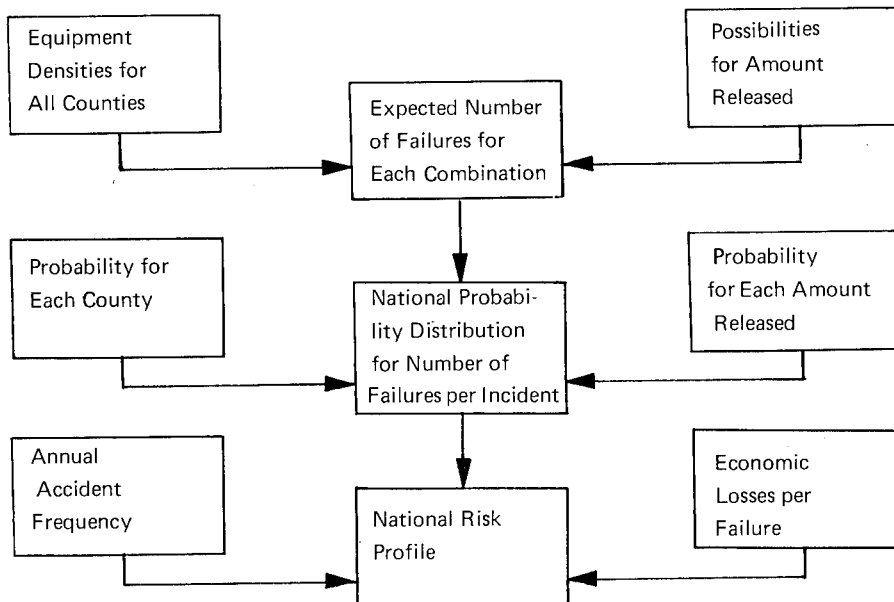 Equipment
Densities for
All Counties
Expected Number
of Failures for
Each Combination
Possibilities
for Amount
Released
Probability for
Each County
National Probabi-
lity Distribution
for Number of
Failures per Incident
Probability
for Each Amount
Released
Annual
Accident
Frequency
National Risk
Profile
Economic
Losses per
Failure